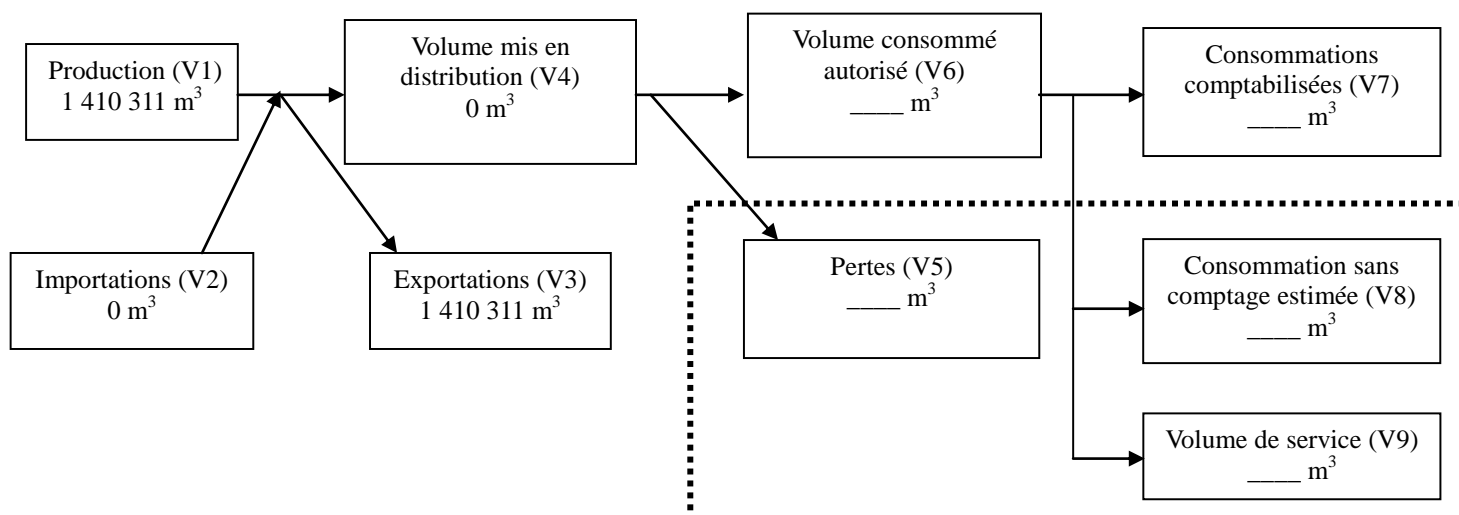 Production (V1)
1 410 311 m³
Volume mis en
distribution (V4)
0 m³
Volume consommé
autorisé (V6)
____ m³
Consommations
comptabilisées (V7)
____ m³
Importations (V2)
0 m³
Exportations (V3)
1 410 311 m³
Pertes (V5)
____ m³
Consommation sans
comptage estimée (V8)
____ m³
Volume de service (V9)
____ m³